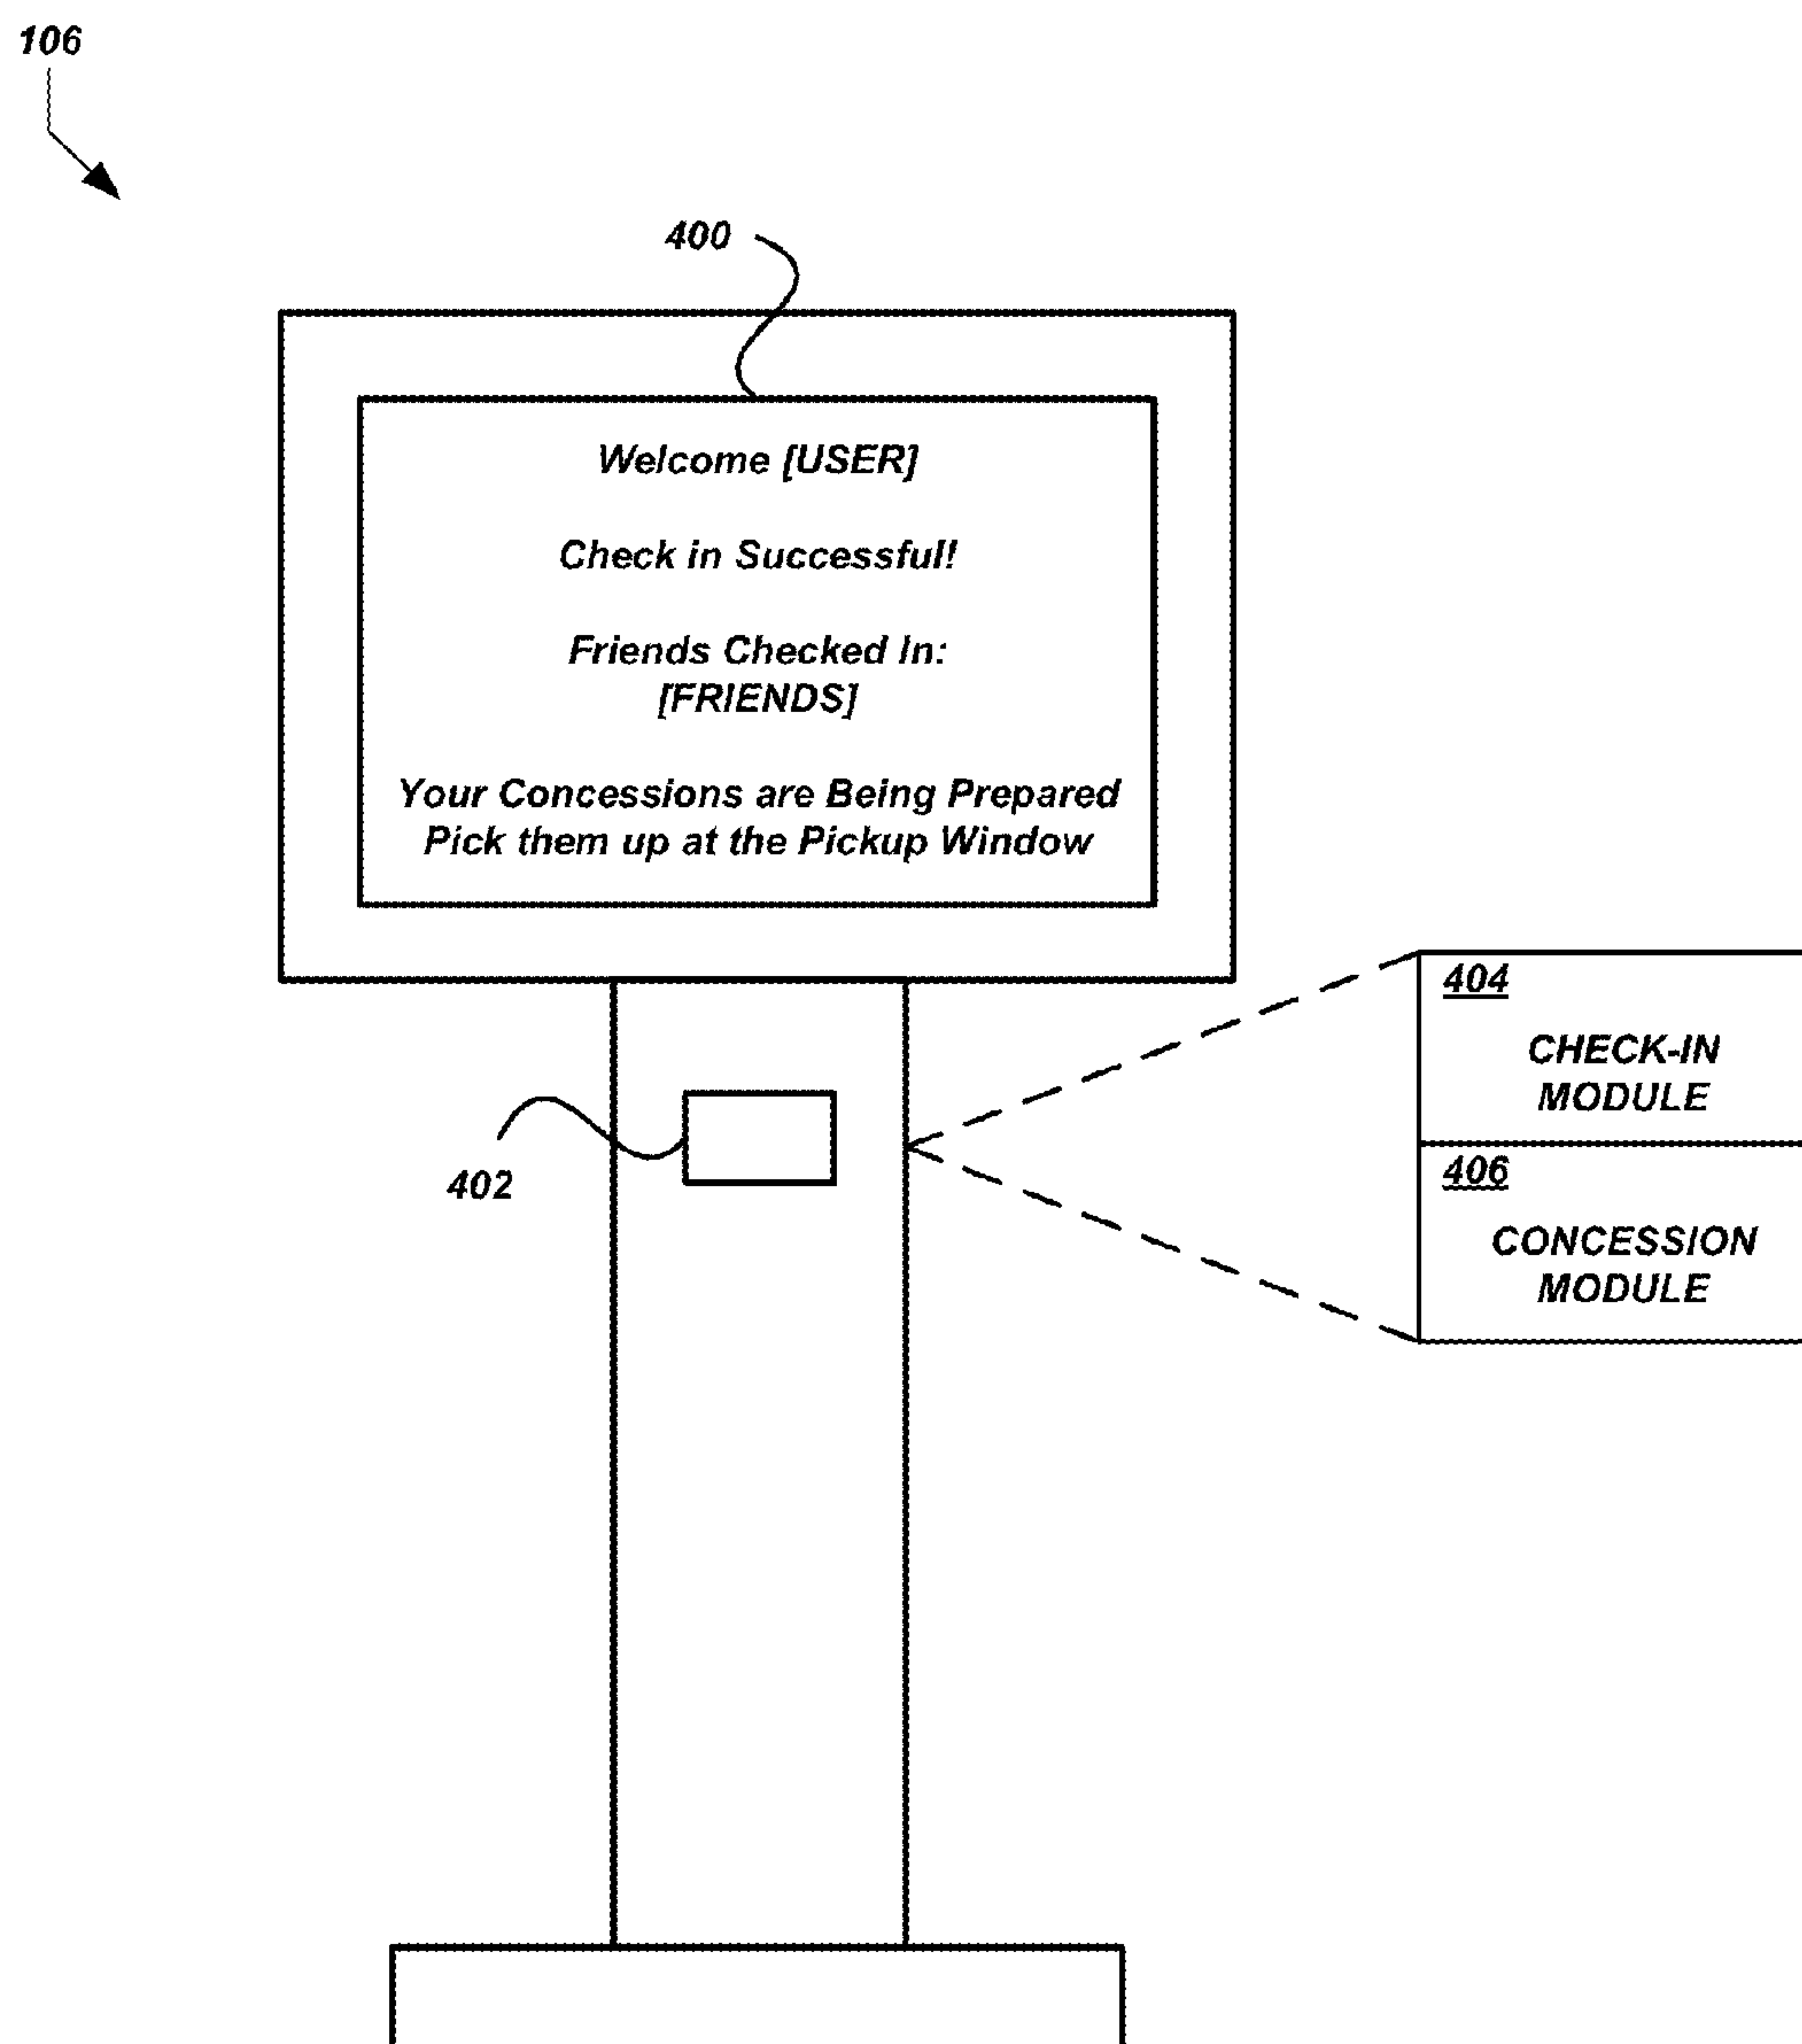 106
400
Welcome [USER]
Check in Successful!
Friends Checked In:
[FRIENDS]
Your Concessions are Being Prepared
Pick them up at the Pickup Window
404
CHECK-IN
MODULE
402
406
CONCESSION
MODULE